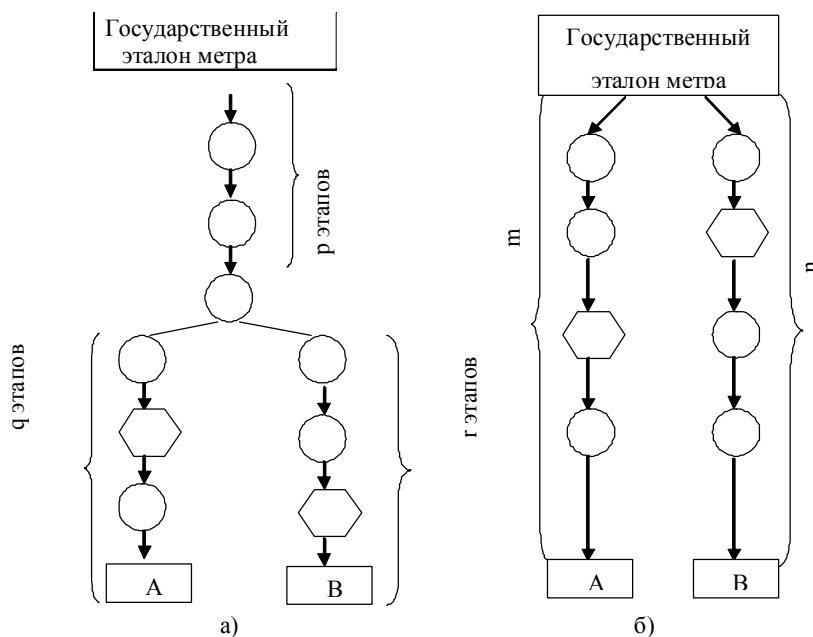 Государственный
эталон метра
p этапов
q этапов
A
B
а)
r этапов
Государственный
эталон метра
m
n
A
B
б)